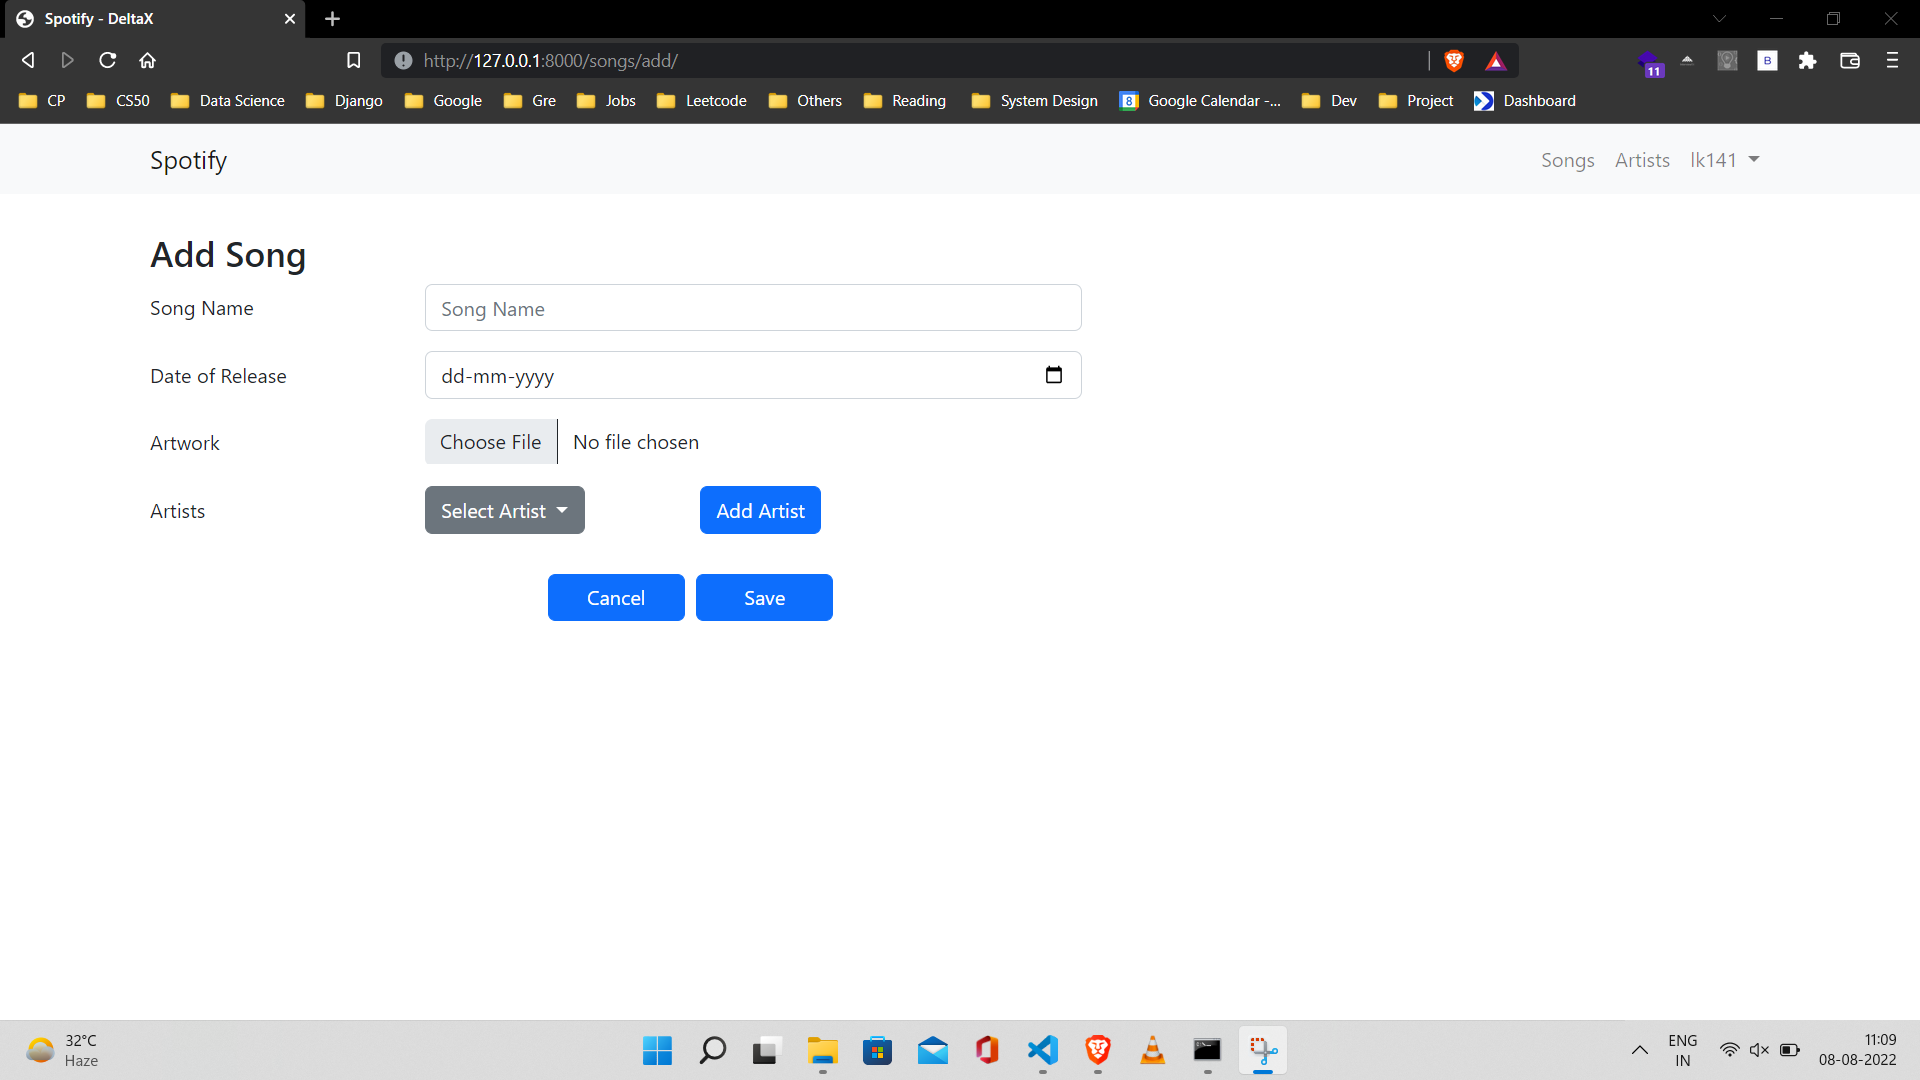 Spotify - DeltaX
http://127.0.0.1:8000/songs/add/
11
B
CP CS50 Data Science Django Google Gre Jobs Leetcode Others Reading System Design 8 Google Calendar -... Dev Project Dashboard
Spotify Songs Artists lk141
Add Song
Song Name Song Name
Date of Release dd-mm-yyyy
Artwork Choose File No file chosen
Artists Select Artist Add Artist
Cancel Save
32°C
Haze
ENG
IN
11:09
08-08-2022